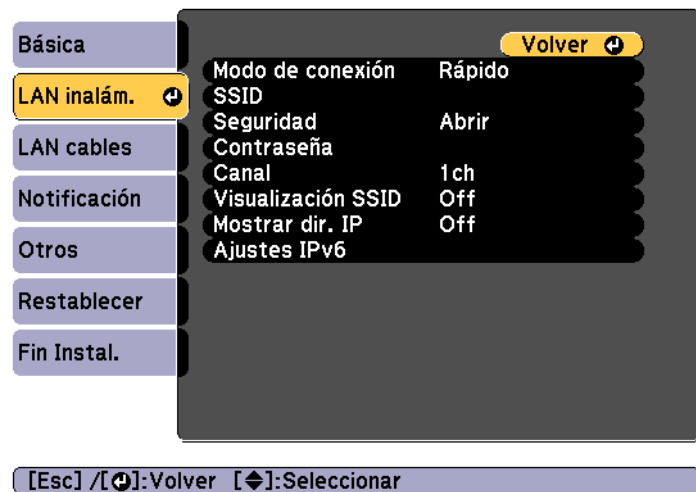 Básica
LAN inalám.
LAN cables
Notificación
Otros
Restablecer
Fin Instal.
Volver
Modo de conexión Rápido
SSID
Seguridad Abrir
Contraseña
Canal 1ch
Visualización SSID Off
Mostrar dir. IP Off
Ajustes IPv6
[Esc] /[⏎]:Volver [◆]:Seleccionar